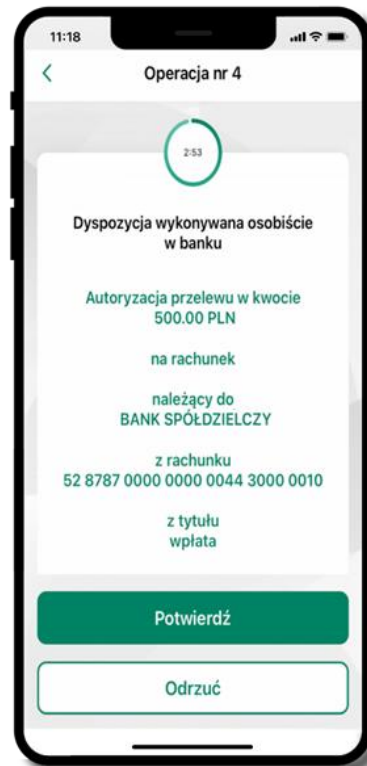 11:18
Operacja nr 4
2:53
Dyspozycja wykonywana osobiście
w banku
Autoryzacja przelewu w kwocie
500.00 PLN
na rachunek
należący do
BANK SPÓŁDZIELCZY
z rachunku
52 8787 0000 0000 0044 3000 0010
z tytułu
wpłata
Potwierdź
Odrzuć